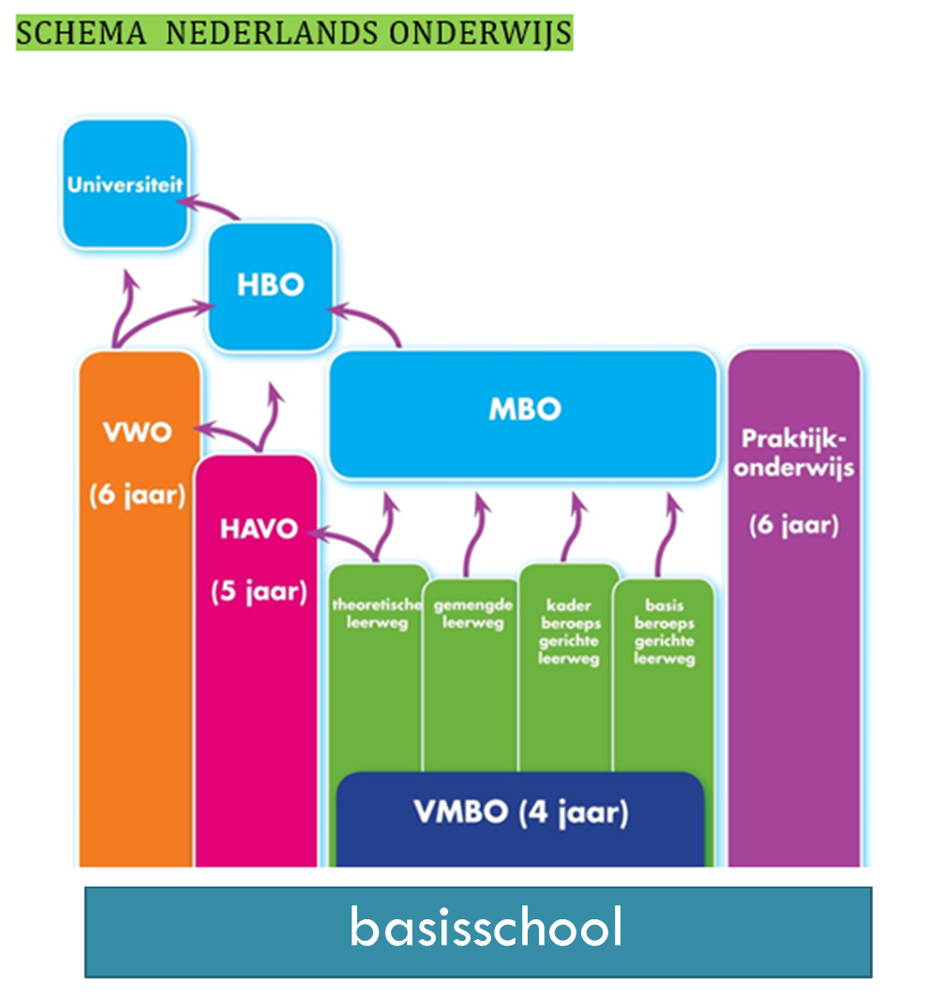 SCHEMA  NEDERLANDS ONDERWIJS
Universiteit
HBO
VWO
(6 jaar)
HAVO
(5 jaar)
MBO
Praktijk-
onderwijs
(6 jaar)
theoretische
leerweg
gemengde
leerweg
kader
beroeps
gerichte
leerweg
basis
beroeps
gerichte
leerweg
VMBO (4 jaar)
basisschool